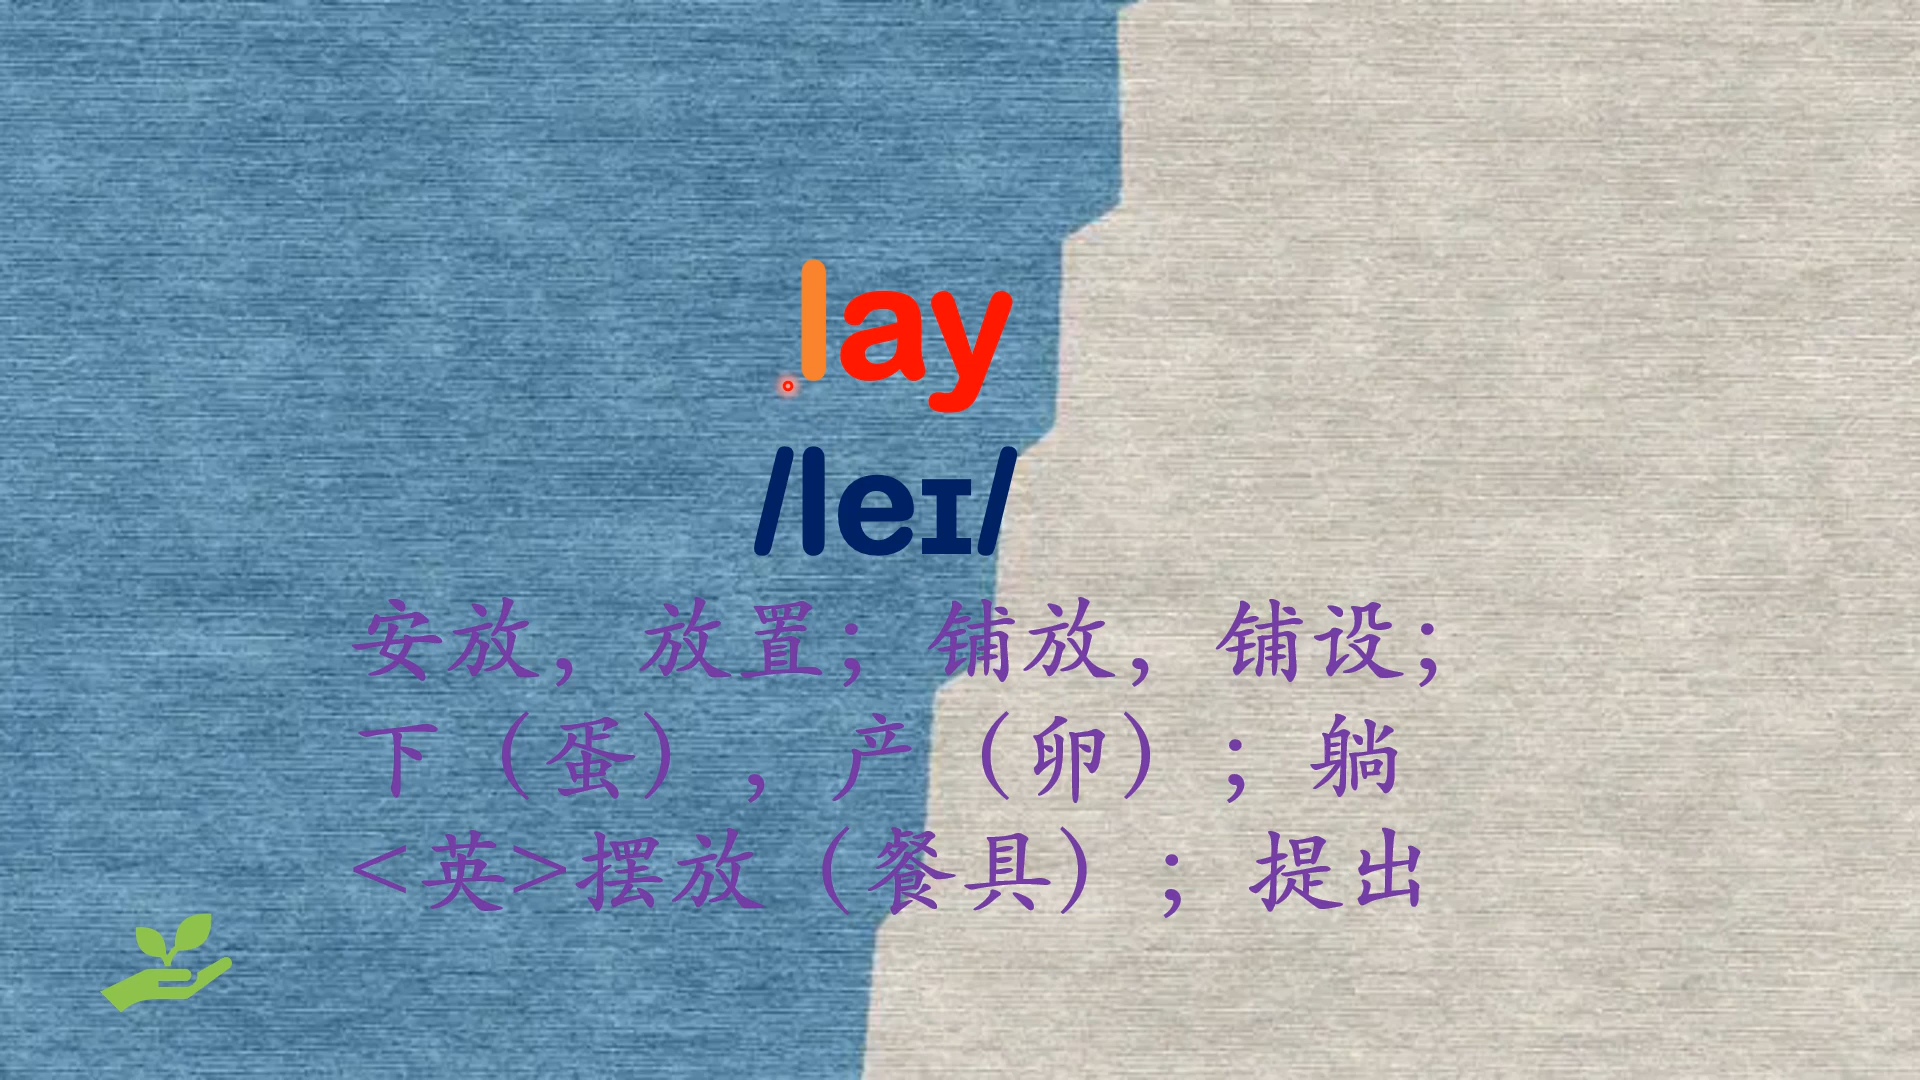 lay
/leɪ/
安放，放置；铺放，铺设；
下（蛋），产（卵）；躺
<英>摆放（餐具）；提出